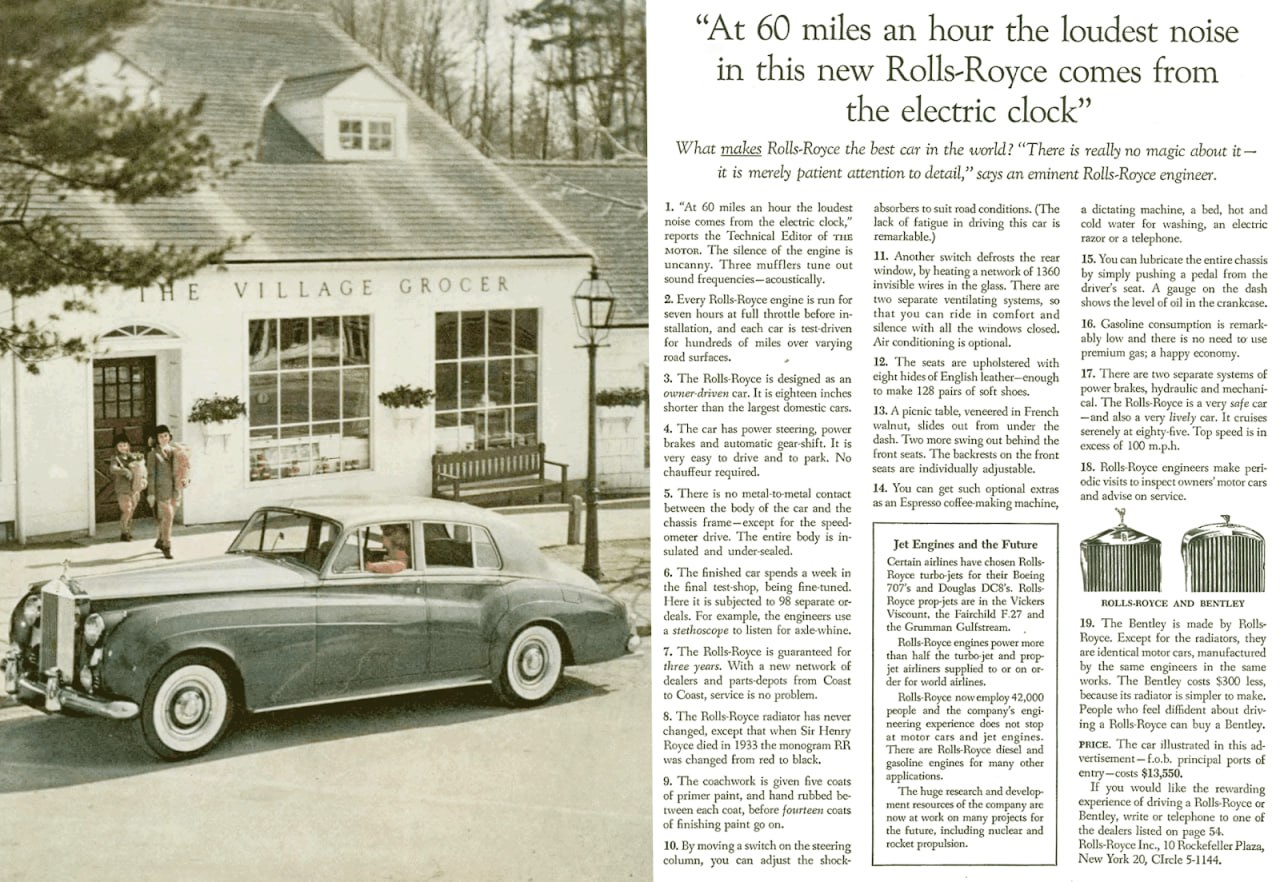 THE VILLAGE GROCER
“At 60 miles an hour the loudest noise
in this new Rolls-Royce comes from
the electric clock”
What makes Rolls-Royce the best car in the world? “There is really no magic about it—
it is merely patient attention to detail,” says an eminent Rolls-Royce engineer.
1. “At 60 miles an hour the loudest
noise comes from the electric clock,”
reports the Technical Editor of THE
MOTOR. The silence of the engine is
uncanny. Three mufflers tune out
sound frequencies—acoustically.
2. Every Rolls-Royce engine is run for
seven hours at full throttle before in-
stallation, and each car is test-driven
for hundreds of miles over varying
road surfaces.
3. The Rolls-Royce is designed as an
owner-driven car. It is eighteen inches
shorter than the largest domestic cars.
4. The car has power steering, power
brakes and automatic gear-shift. It is
very easy to drive and to park. No
chauffeur required.
5. There is no metal-to-metal contact
between the body of the car and the
chassis frame—except for the speed-
ometer drive. The entire body is in-
sulated and under-sealed.
6. The finished car spends a week in
the final test-shop, being fine-tuned.
Here it is subjected to 98 separate or-
deals. For example, the engineers use
a stethoscope to listen for axle-whine.
7. The Rolls-Royce is guaranteed for
three years. With a new network of
dealers and parts-depots from Coast
to Coast, service is no problem.
8. The Rolls-Royce radiator has never
changed, except that when Sir Henry
Royce died in 1933 the monogram RR
was changed from red to black.
9. The coachwork is given five coats
of primer paint, and hand rubbed be-
tween each coat, before fourteen coats
of finishing paint go on.
10. By moving a switch on the steering
column, you can adjust the shock-
absorbers to suit road conditions. (The
lack of fatigue in driving this car is
remarkable.)
11. Another switch defrosts the rear
window, by heating a network of 1360
invisible wires in the glass. There are
two separate ventilating systems, so
that you can ride in comfort and
silence with all the windows closed.
Air conditioning is optional.
12. The seats are upholstered with
eight hides of English leather—enough
to make 128 pairs of soft shoes.
13. A picnic table, veneered in French
walnut, slides out from under the
dash. Two more swing out behind the
front seats. The backrests on the front
seats are individually adjustable.
14. You can get such optional extras
as an Espresso coffee-making machine,
a dictating machine, a bed, hot and
cold water for washing, an electric
razor or a telephone.
15. You can lubricate the entire chassis
by simply pushing a pedal from the
driver’s seat. A gauge on the dash
shows the level of oil in the crankcase.
16. Gasoline consumption is remark-
ably low and there is no need to use
premium gas; a happy economy.
17. There are two separate systems of
power brakes, hydraulic and mechani-
cal. The Rolls-Royce is a very safe car
—and also a very lively car. It cruises
serenely at eighty-five. Top speed is in
excess of 100 m.p.h.
18. Rolls-Royce engineers make peri-
odic visits to inspect owners’ motor cars
and advise on service.
ROLLS-ROYCE AND BENTLEY
19. The Bentley is made by Rolls-
Royce. Except for the radiators, they
are identical motor cars, manufactured
by the same engineers in the same
works. The Bentley costs $300 less,
because its radiator is simpler to make.
People who feel diffident about driv-
ing a Rolls-Royce can buy a Bentley.
PRICE. The car illustrated in this ad-
vertisement—f.o.b. principal ports of
entry—costs $13,550.
If you would like the rewarding
experience of driving a Rolls-Royce or
Bentley, write or telephone to one of
the dealers listed on page 54.
Rolls-Royce Inc., 10 Rockefeller Plaza,
New York 20, CIrcle 5-1144.
Jet Engines and the Future
Certain airlines have chosen Rolls-
Royce turbo-jets for their Boeing
707’s and Douglas DC8’s. Rolls-
Royce prop-jets are in the Vickers
Viscount, the Fairchild F.27 and
the Grumman Gulfstream.
Rolls-Royce engines power more
than half the turbo-jet and prop-
jet airliners supplied to or on or-
der for world airlines.
Rolls-Royce now employ 42,000
people and the company’s engi-
neering experience does not stop
at motor cars and jet engines.
There are Rolls-Royce diesel and
gasoline engines for many other
applications.
The huge research and develop-
ment resources of the company are
now at work on many projects for
the future, including nuclear and
rocket propulsion.